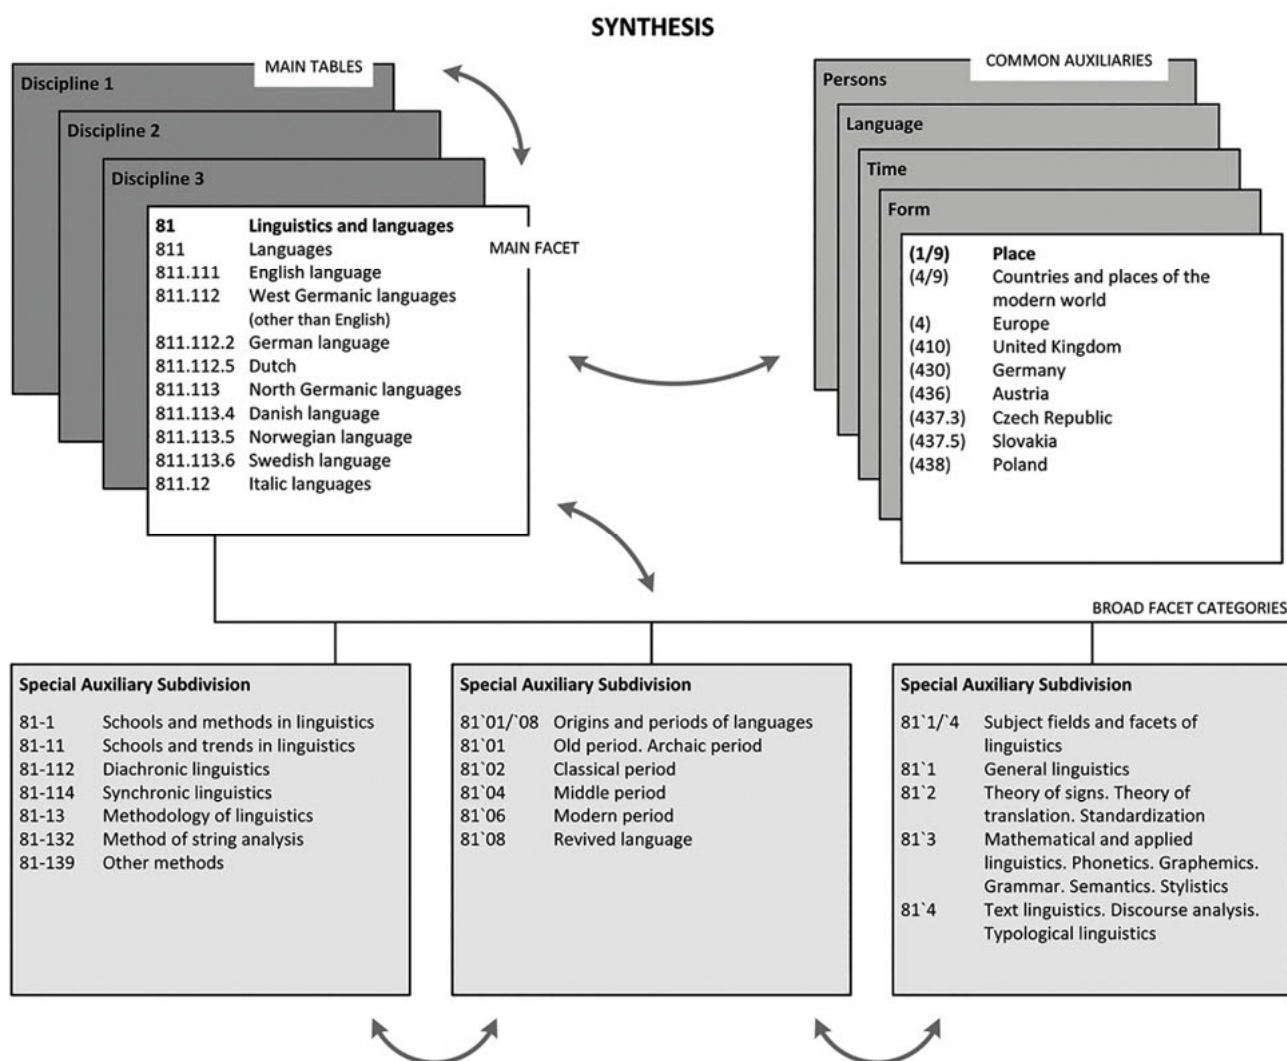 SYNTHESIS
MAIN TABLES
Discipline 1
Discipline 2
Discipline 3
81 Linguistics and languages
811 Languages
MAIN FACET
811.111 English language
811.112 West Germanic languages
(other than English)
811.112.2 German language
811.112.5 Dutch
811.113 North Germanic languages
811.113.4 Danish language
811.113.5 Norwegian language
811.113.6 Swedish language
811.12 Italic languages
COMMON AUXILIARIES
Persons
Language
Time
Form
(1/9) Place
(4/9) Countries and places of the
modern world
(4) Europe
(410) United Kingdom
(430) Germany
(436) Austria
(437.3) Czech Republic
(437.5) Slovakia
(438) Poland
BROAD FACET CATEGORIES
Special Auxiliary Subdivision
81-1 Schools and methods in linguistics
81-11 Schools and trends in linguistics
81-112 Diachronic linguistics
81-114 Synchronic linguistics
81-13 Methodology of linguistics
81-132 Method of string analysis
81-139 Other methods
Special Auxiliary Subdivision
81`01/`08 Origins and periods of languages
81`01 Old period. Archaic period
81`02 Classical period
81`04 Middle period
81`06 Modern period
81`08 Revived language
Special Auxiliary Subdivision
81`1/`4 Subject fields and facets of
linguistics
81`1 General linguistics
81`2 Theory of signs. Theory of
translation. Standardization
81`3 Mathematical and applied
linguistics. Phonetics. Graphemics.
Grammar. Semantics. Stylistics
81`4 Text linguistics. Discourse analysis.
Typological linguistics